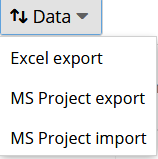 Data
Excel export
MS Project export
MS Project import